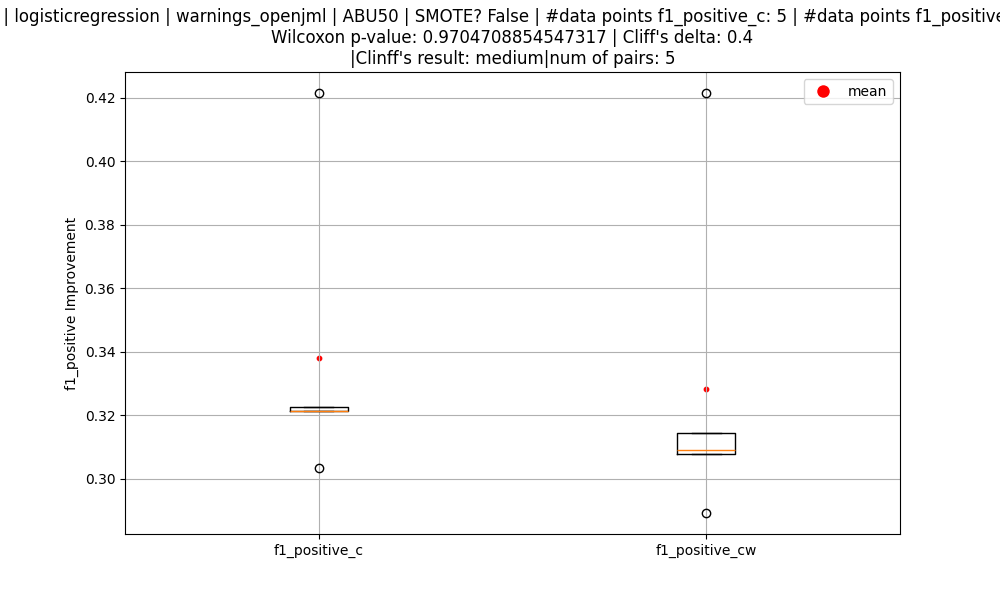 | logisticregression | warnings_openjml | ABU50 | SMOTE? False | #data points f1_positive_c: 5 | #data points f1_positive
Wilcoxon p-value: 0.9704708854547317 | Cliff's delta: 0.4
|Clinff's result: medium|num of pairs: 5
mean
0.42
0.40
0.38
0.36
0.34
0.32
0.30
f1_positive Improvement
f1_positive_c
f1_positive_cw